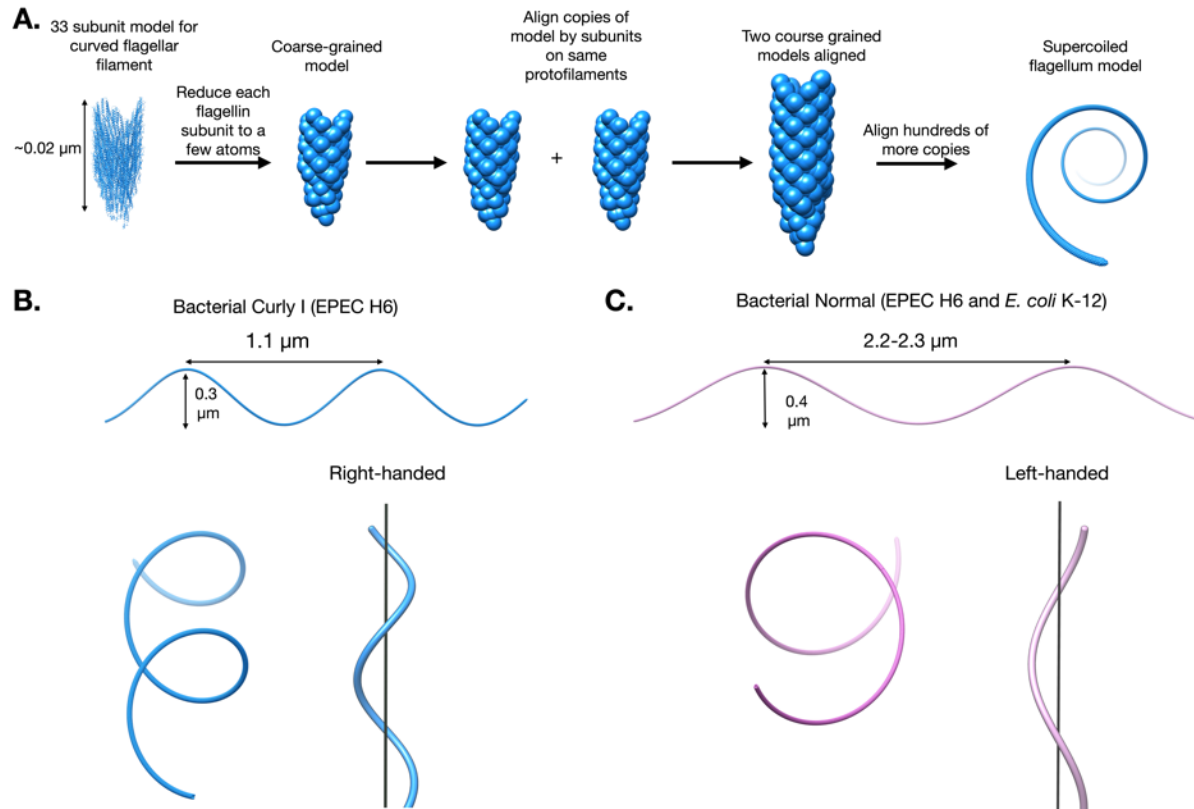 A.
33 subunit model for
curved flagellar
filament
~0.02 µm
Reduce each
flagellin
subunit to a
few atoms
Coarse-grained
model
Align copies of
model by subunits
on same
protofilaments
+
Two course grained
models aligned
Align hundreds of
more copies
Supercoiled
flagellum model
B.
Bacterial Curly I (EPEC H6)
1.1 µm
0.3
µm
Right-handed
C.
Bacterial Normal (EPEC H6 and E. coli K-12)
2.2-2.3 µm
0.4
µm
Left-handed